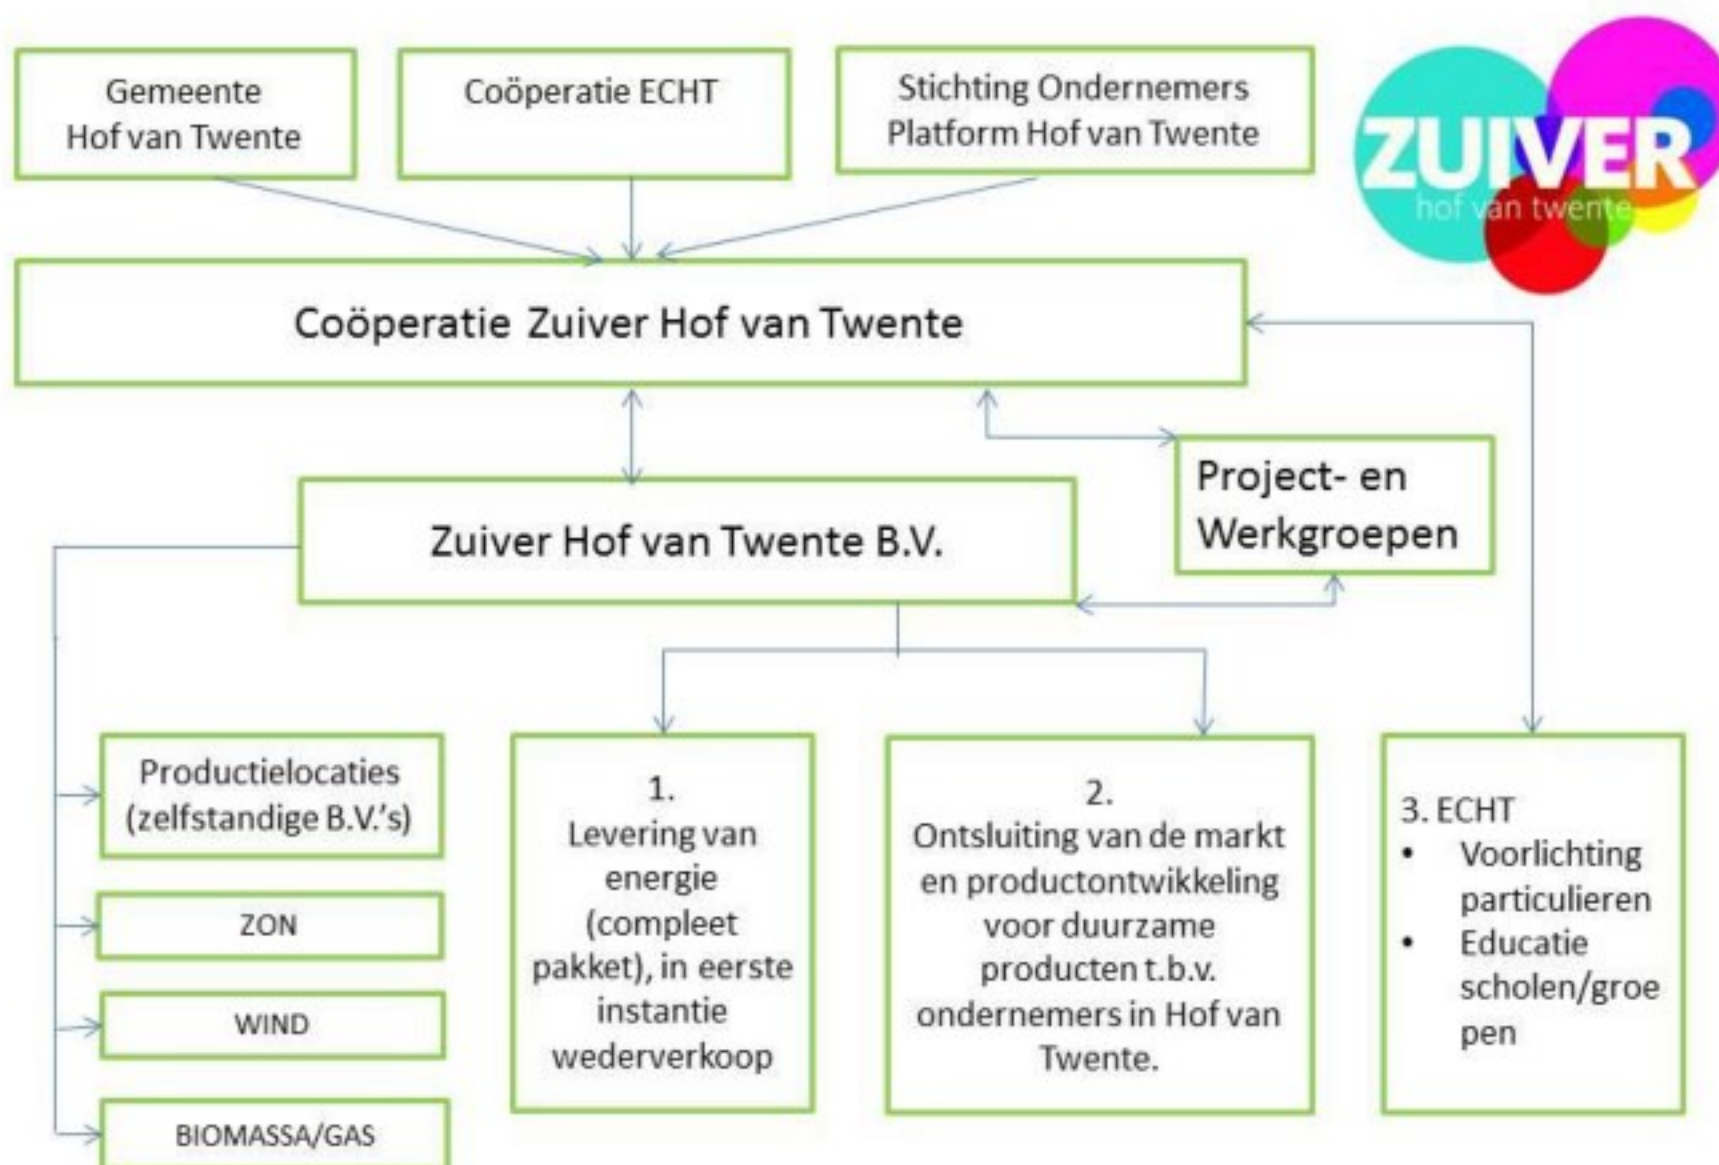 Gemeente
Hof van Twente
Coöperatie ECHT
Stichting Ondernemers
Platform Hof van Twente
ZUIVER
hof van twente
Coöperatie Zuiver Hof van Twente
Project- en
Werkgroepen
Zuiver Hof van Twente B.V.
Productielocaties
(zelfstandige B.V.'s)
ZON
WIND
BIOMASSA/GAS
1.
Levering van
energie
(compleet
pakket), in eerste
instantie
wederverkoop
2.
Ontsluiting van de markt
en productontwikkeling
voor duurzame
producten t.b.v.
ondernemers in Hof van
Twente.
3. ECHT
• Voorlichting
particulieren
• Educatie
scholen/groe
pen